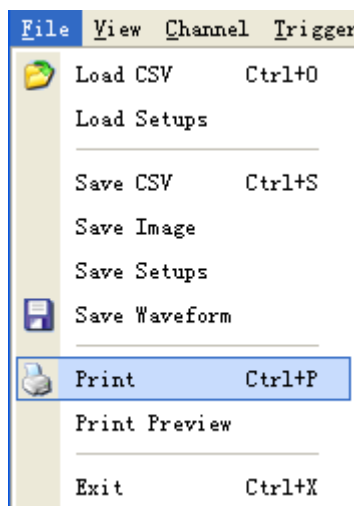 File View Channel Trigger
Load CSV Ctrl+O
Load Setups
Save CSV Ctrl+S
Save Image
Save Setups
Save Waveform
Print Ctrl+P
Print Preview
Exit Ctrl+X